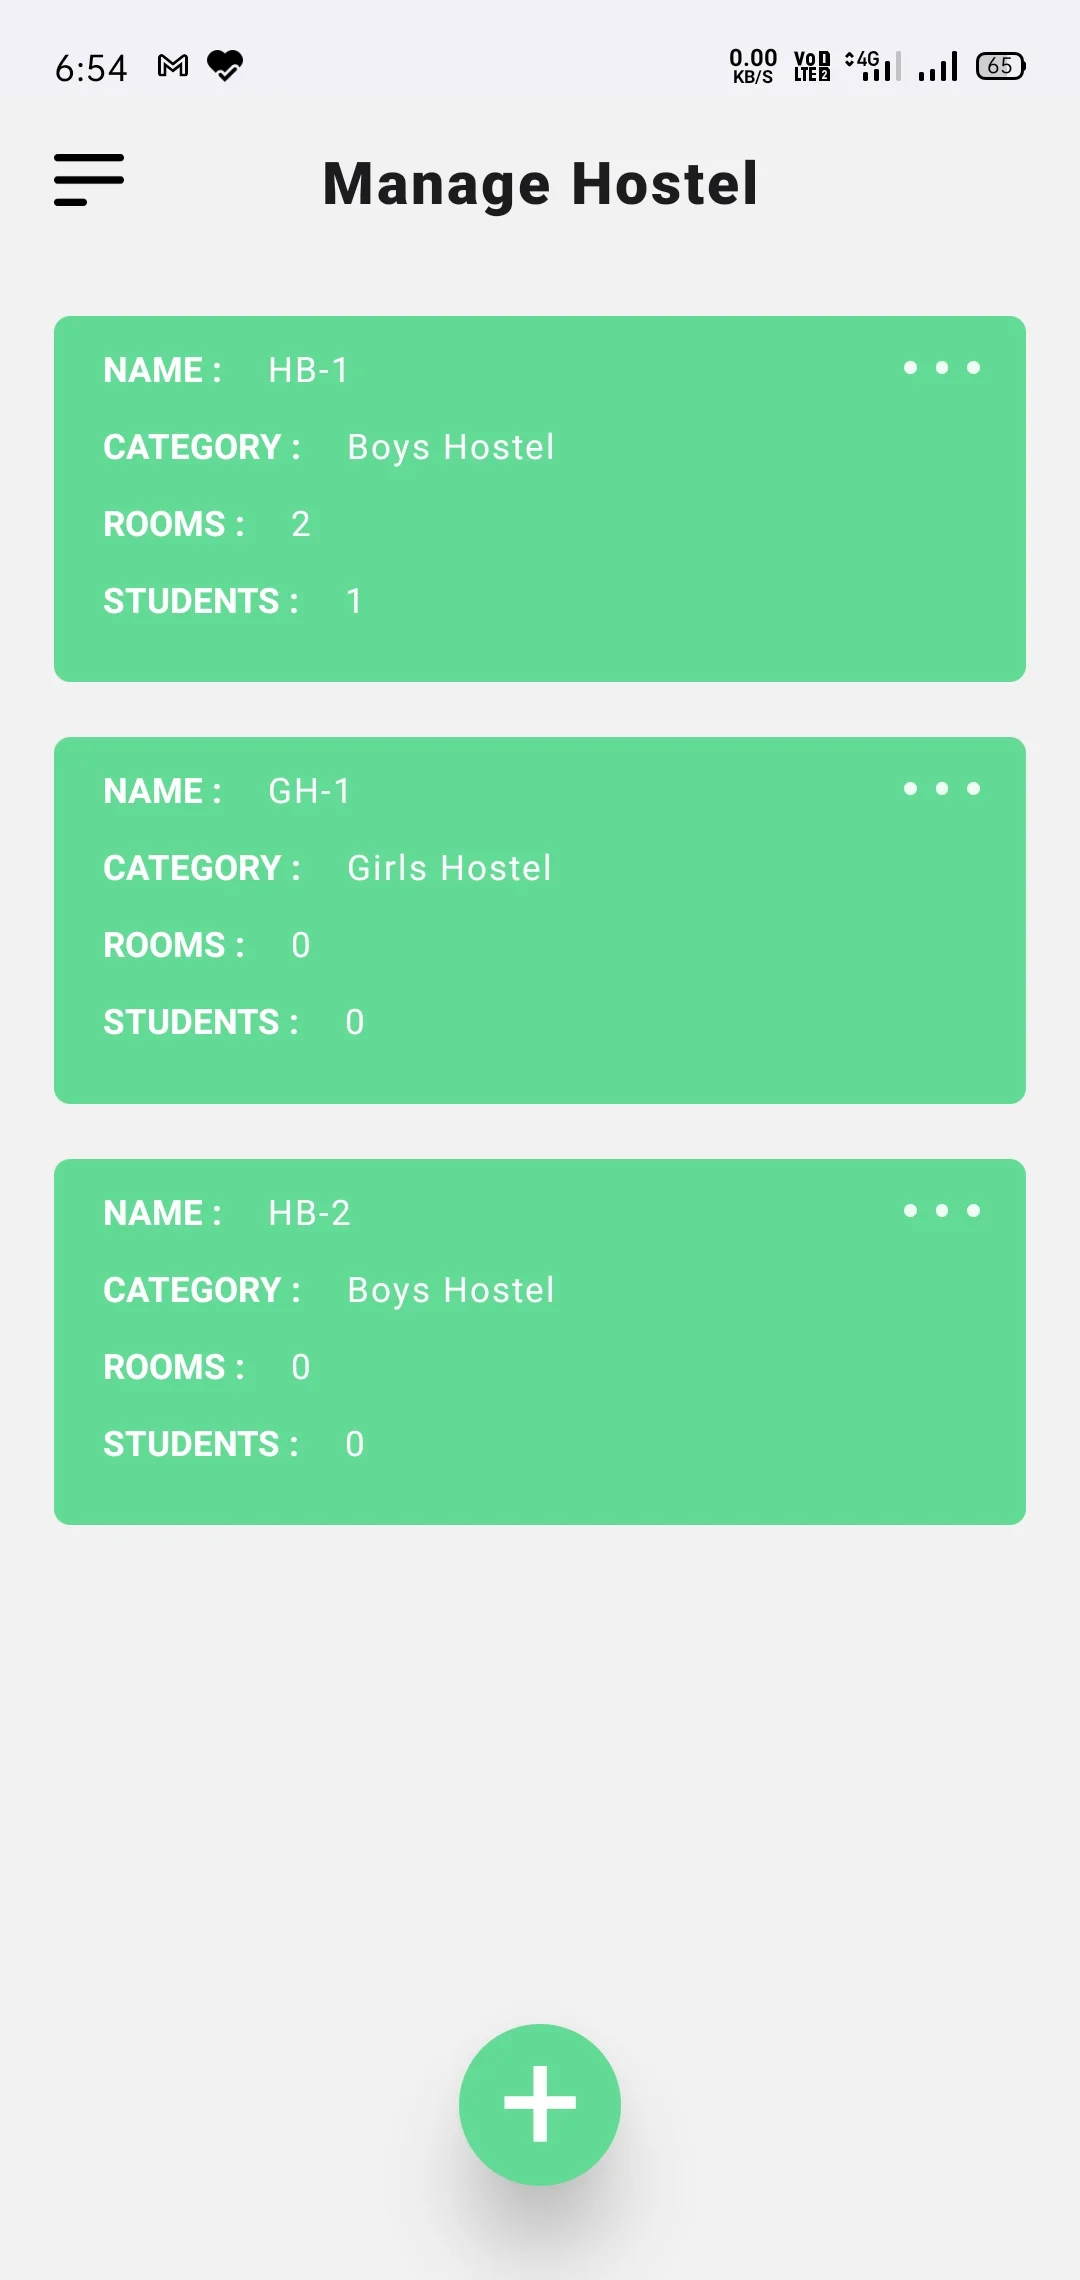 6:54 0.00 KB/S VoD LTE 2 4G 65
Manage Hostel
NAME : HB-1
CATEGORY : Boys Hostel
ROOMS : 2
STUDENTS : 1
NAME : GH-1
CATEGORY : Girls Hostel
ROOMS : 0
STUDENTS : 0
NAME : HB-2
CATEGORY : Boys Hostel
ROOMS : 0
STUDENTS : 0